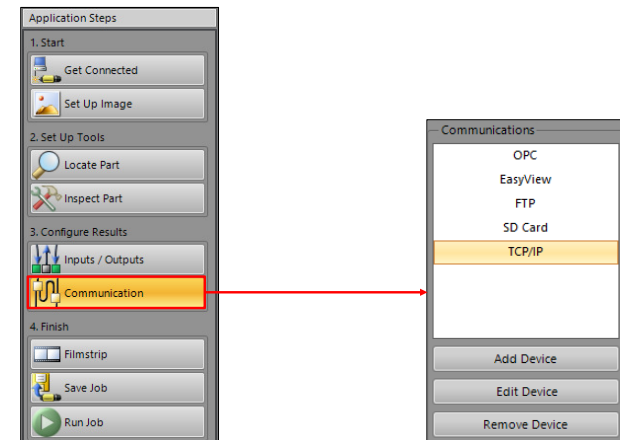 Application Steps
1. Start
Get Connected
Set Up Image
2. Set Up Tools
Locate Part
Inspect Part
3. Configure Results
Inputs / Outputs
Communication
4. Finish
Filmstrip
Save Job
Run Job
Communications
OPC
EasyView
FTP
SD Card
TCP/IP
Add Device
Edit Device
Remove Device